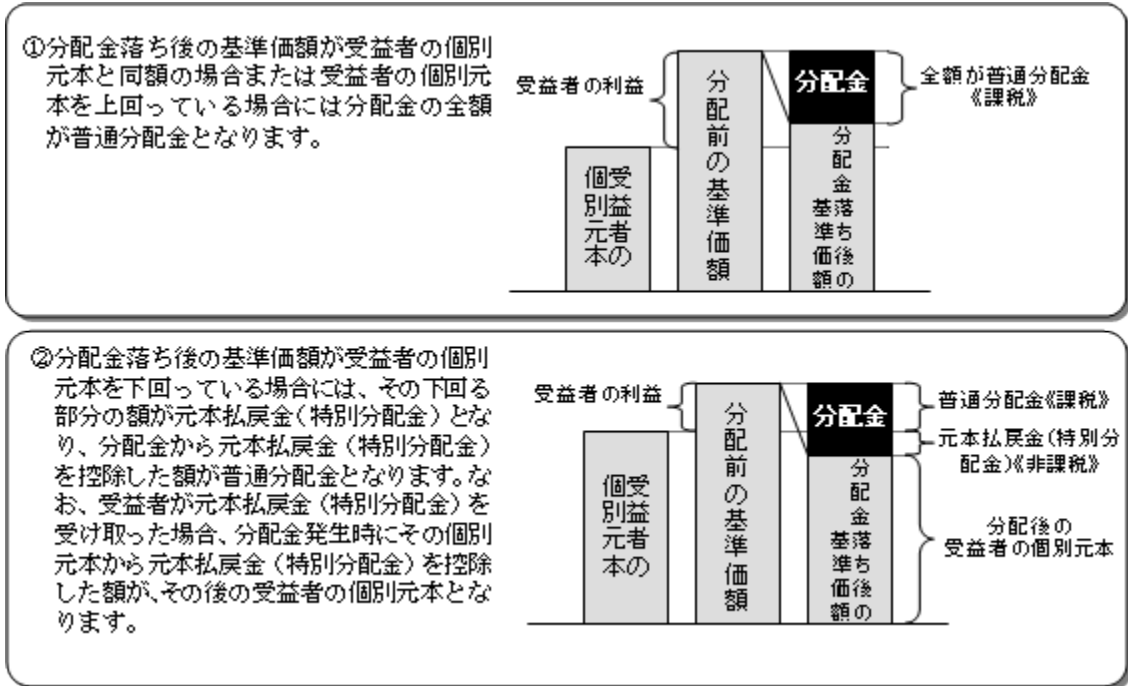 ①分配金落ち後の基準価額が受益者の個別
元本と同額の場合または受益者の個別元
本を上回っている場合には分配金の全額
が普通分配金となります。
受益者の利益
受益者の
個別元本
分配前の基準価額
分配金
分配金落ち後の
基準価額
全額が普通分配金
《課税》
②分配金落ち後の基準価額が受益者の個別
元本を下回っている場合には、その下回る
部分の額が元本払戻金(特別分配金)とな
り、分配金から元本払戻金(特別分配金)
を控除した額が普通分配金となります。な
お、受益者が元本払戻金(特別分配金)を
受け取った場合、分配金発生時にその個別
元本から元本払戻金(特別分配金)を控除
した額が、その後の受益者の個別元本とな
ります。
受益者の利益
受益者の
個別元本
分配前の基準価額
分配金
分配金落ち後の
基準価額
普通分配金《課税》
元本払戻金(特別分
配金)《非課税》
分配後の
受益者の個別元本